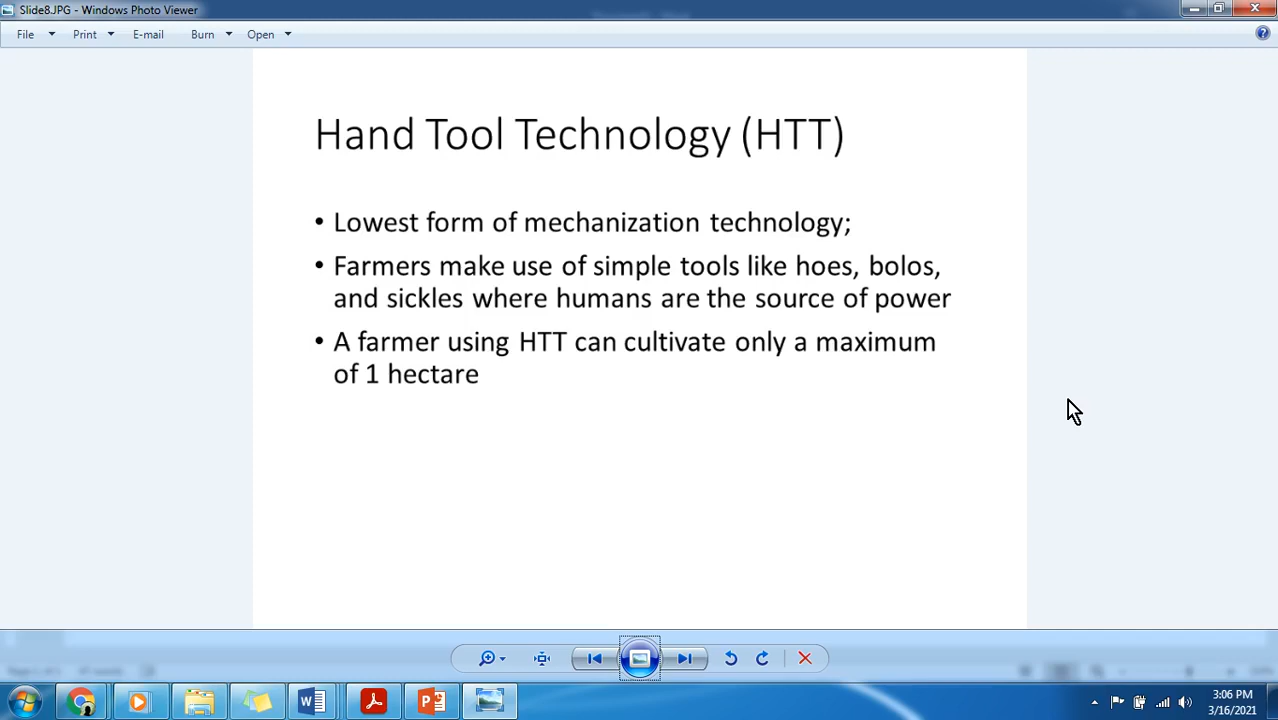 Slide8.JPG - Windows Photo Viewer
File Print E-mail Burn Open
Hand Tool Technology (HTT)
• Lowest form of mechanization technology;
• Farmers make use of simple tools like hoes, bolos,
and sickles where humans are the source of power
• A farmer using HTT can cultivate only a maximum
of 1 hectare
3:06 PM
3/16/2021